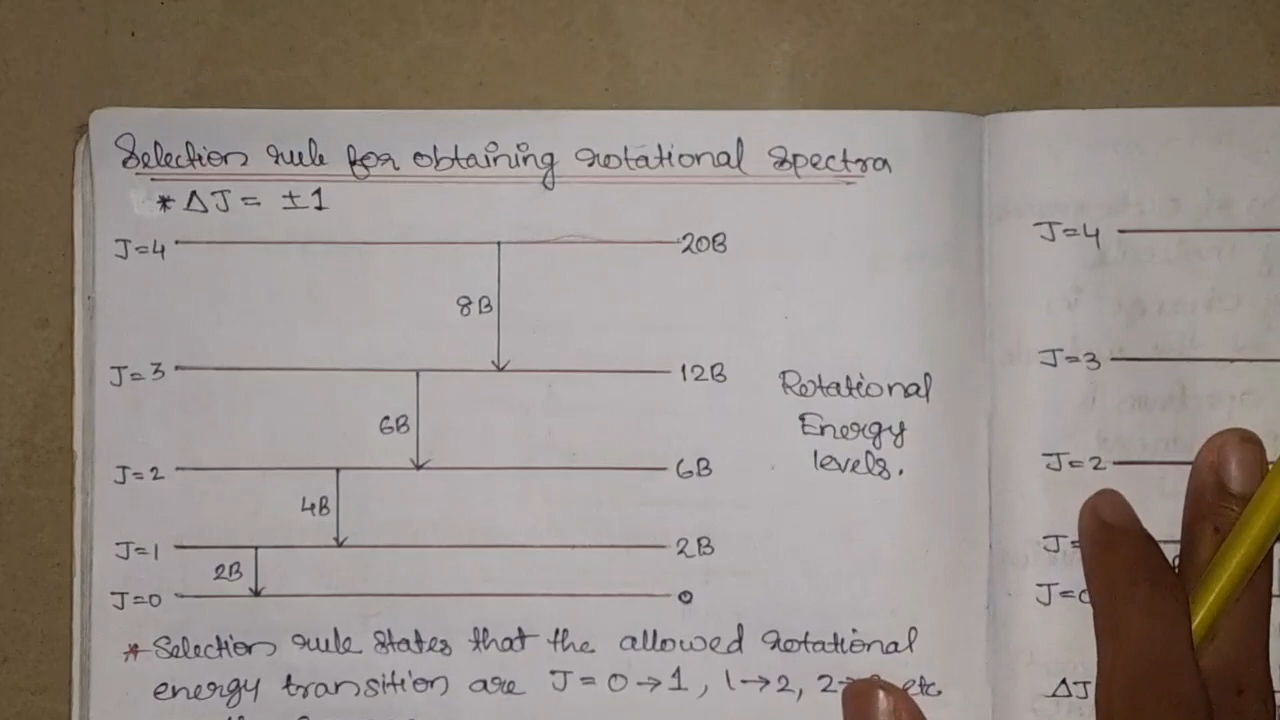 Selection rule for obtaining rotational spectra
* ΔJ = ±1
J=4 20B
8B
J=3 12B
6B
J=2 6B
4B
J=1 2B
2B
J=0 0
Rotational
Energy
levels.
* Selection rule states that the allowed rotational
energy transition are J = 0→1, 1→2, 2→ etc
J=4
J=3
J=2
J=
J=
ΔJ